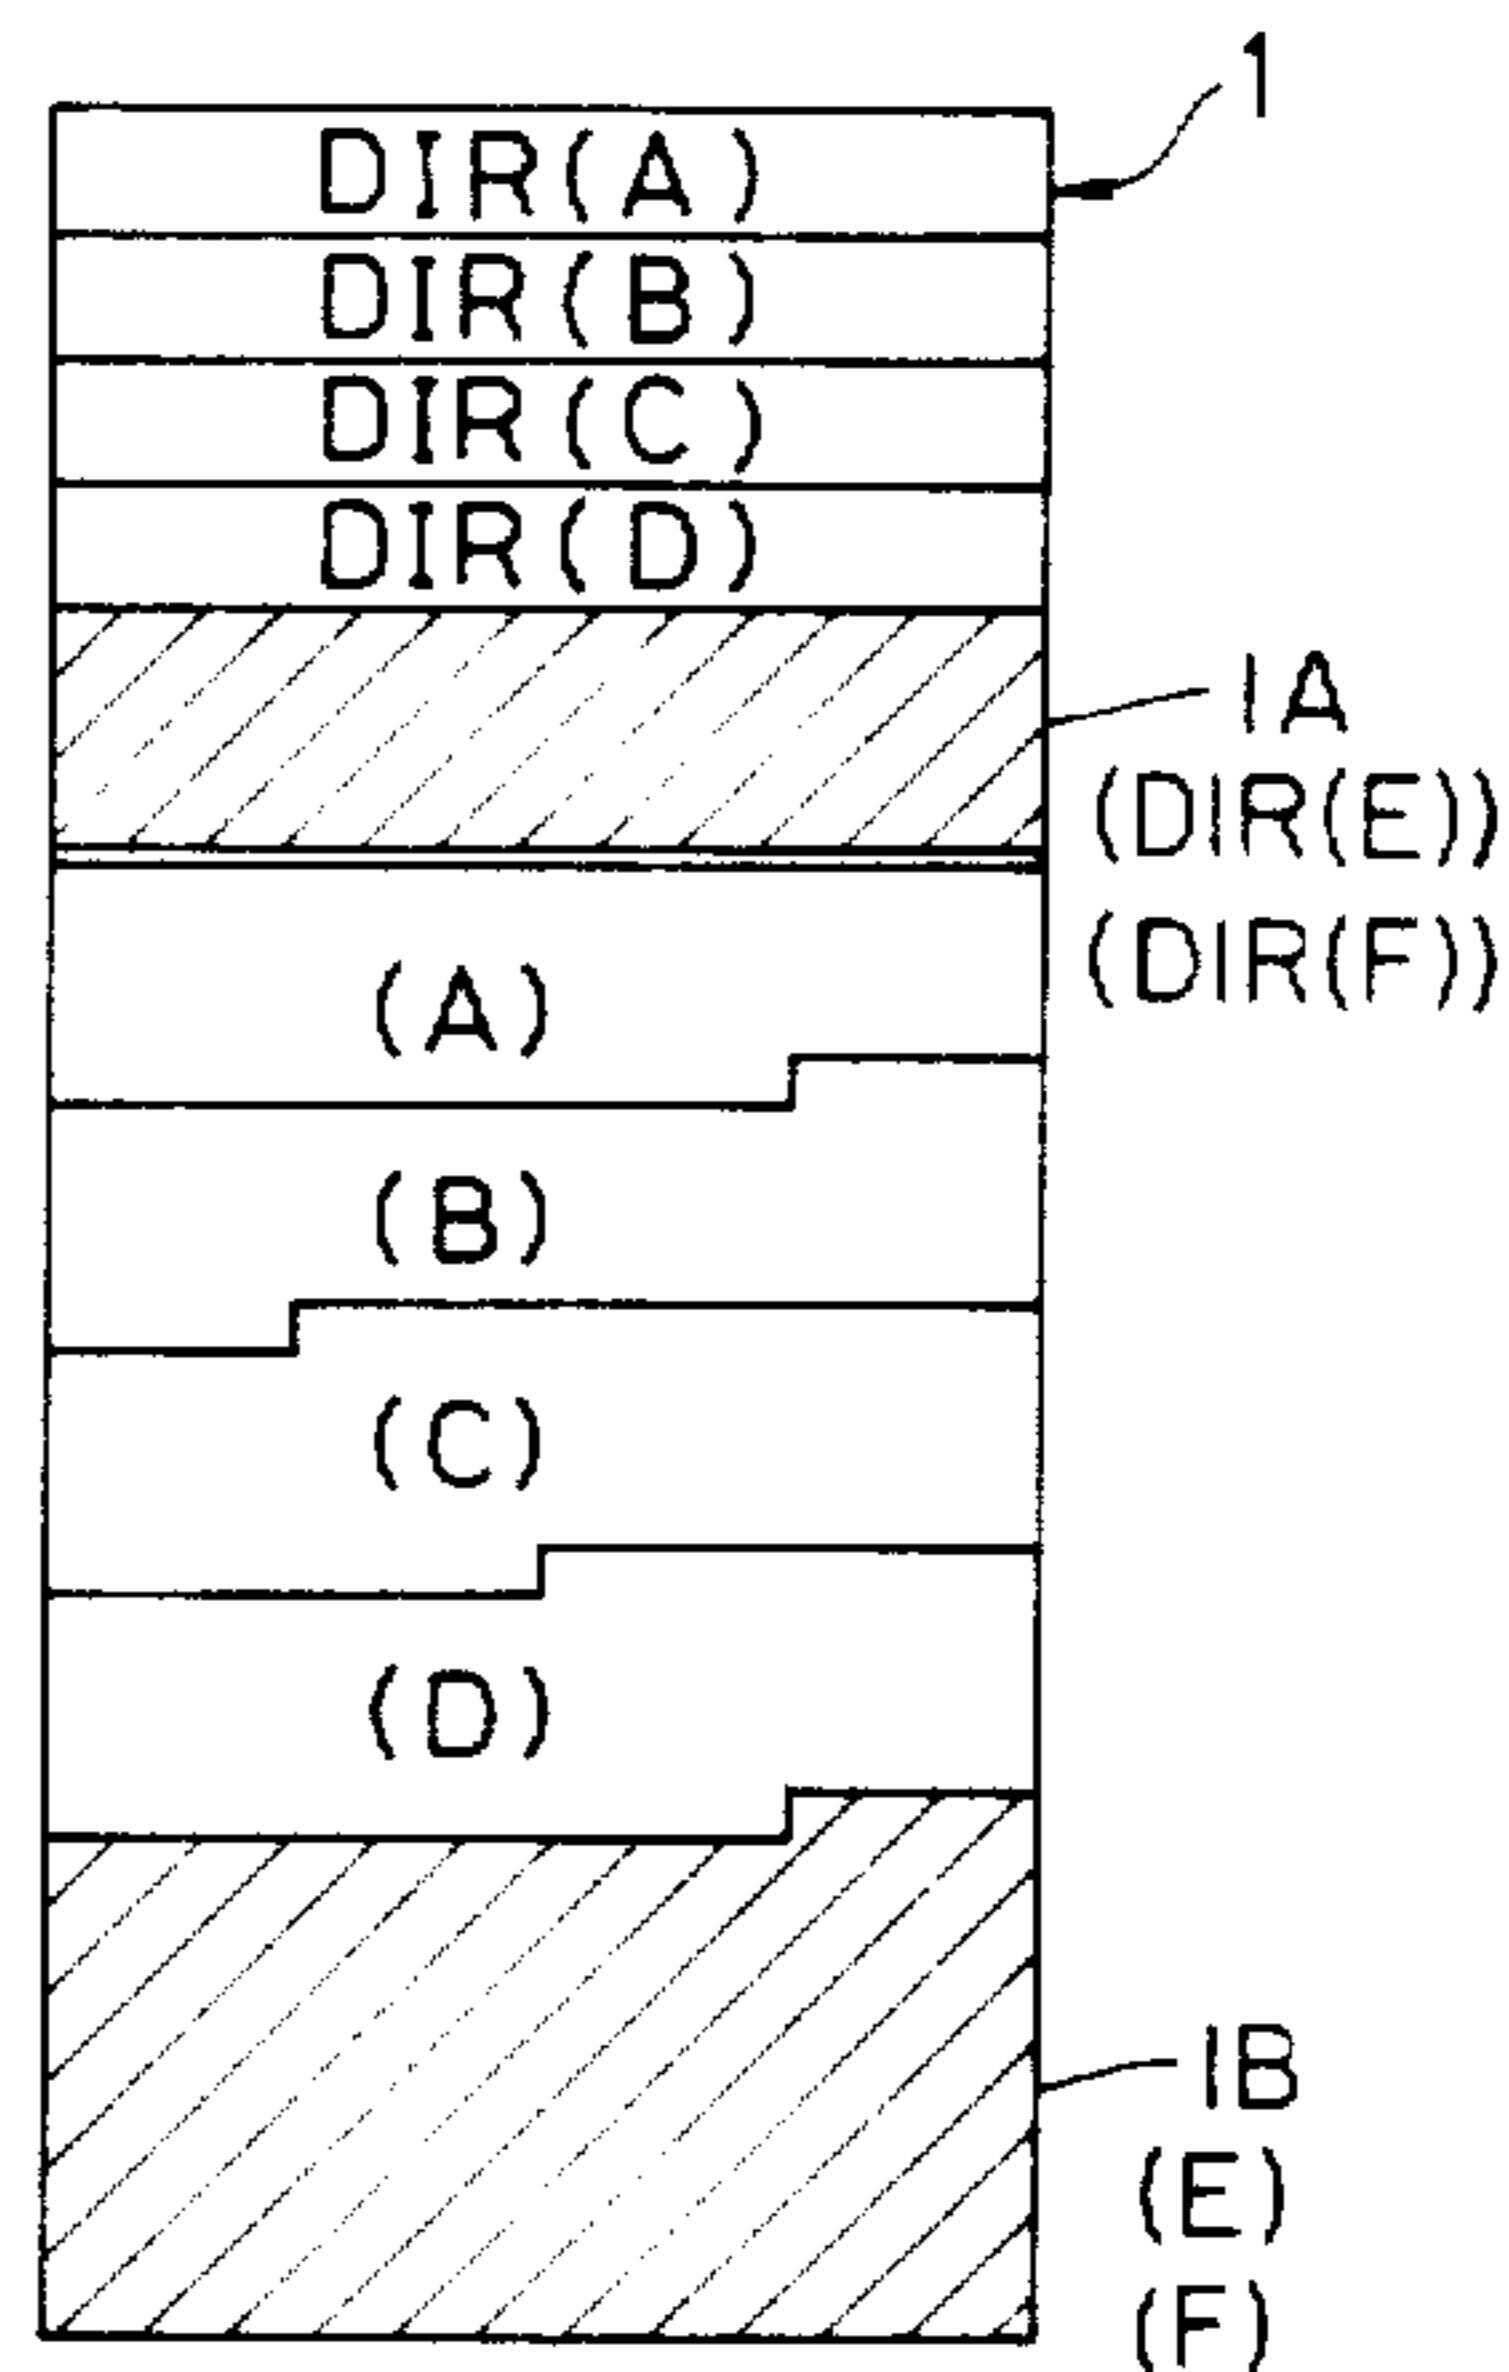 1
DIR(A)
DIR(B)
DIR(C)
DIR(D)
1A
(DIR(E))
(DIR(F))
(A)
(B)
(C)
(D)
1B
(E)
(F)